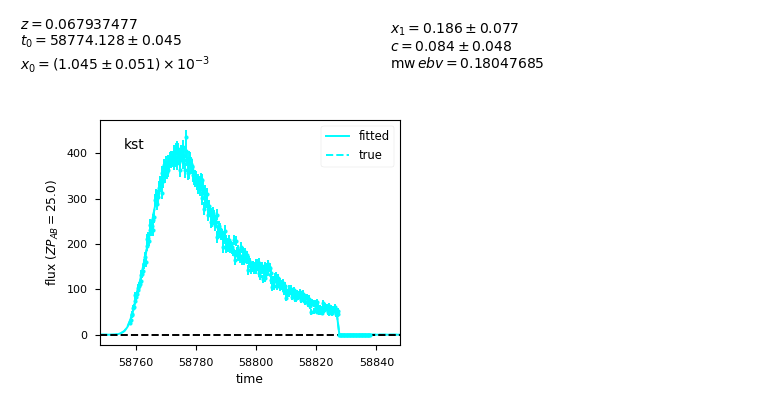 z = 0.067937477
t₀ = 58774.128 ± 0.045
x₀ = (1.045 ± 0.051) × 10⁻³
x₁ = 0.186 ± 0.077
c = 0.084 ± 0.048
mw ebv = 0.18047685
kst
fitted
true
400
300
200
100
0
flux (ZP_AB = 25.0)
58760 58780 58800 58820 58840
time